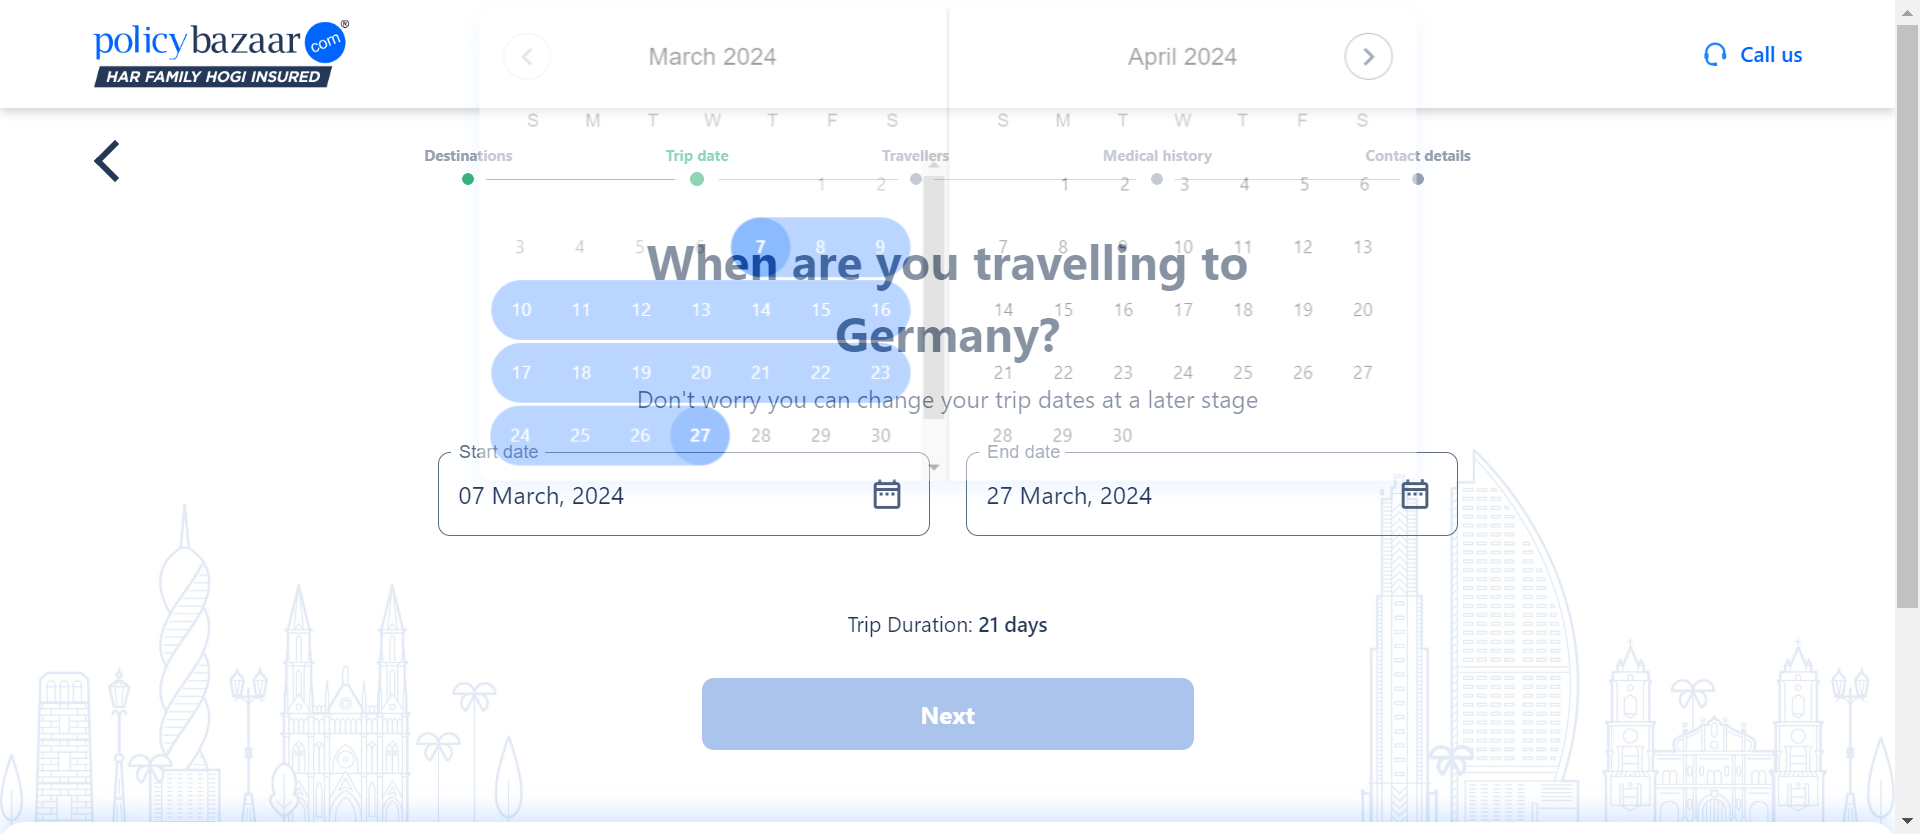 policybazaar.com®
HAR FAMILY HOGI INSURED
Call us
March 2024
April 2024
S M T W T F S
S M T W T F S
Destinations
Trip date
Travellers
Medical history
Contact details
1 2
1 2 3 4 5 6
3 4 5 6 7 8 9
7 8 9 10 11 12 13
When are you travelling to
Germany?
10 11 12 13 14 15 16
14 15 16 17 18 19 20
17 18 19 20 21 22 23
21 22 23 24 25 26 27
Don't worry you can change your trip dates at a later stage
24 25 26 27 28 29 30
28 29 30
Start date
07 March, 2024
End date
27 March, 2024
Trip Duration: 21 days
Next